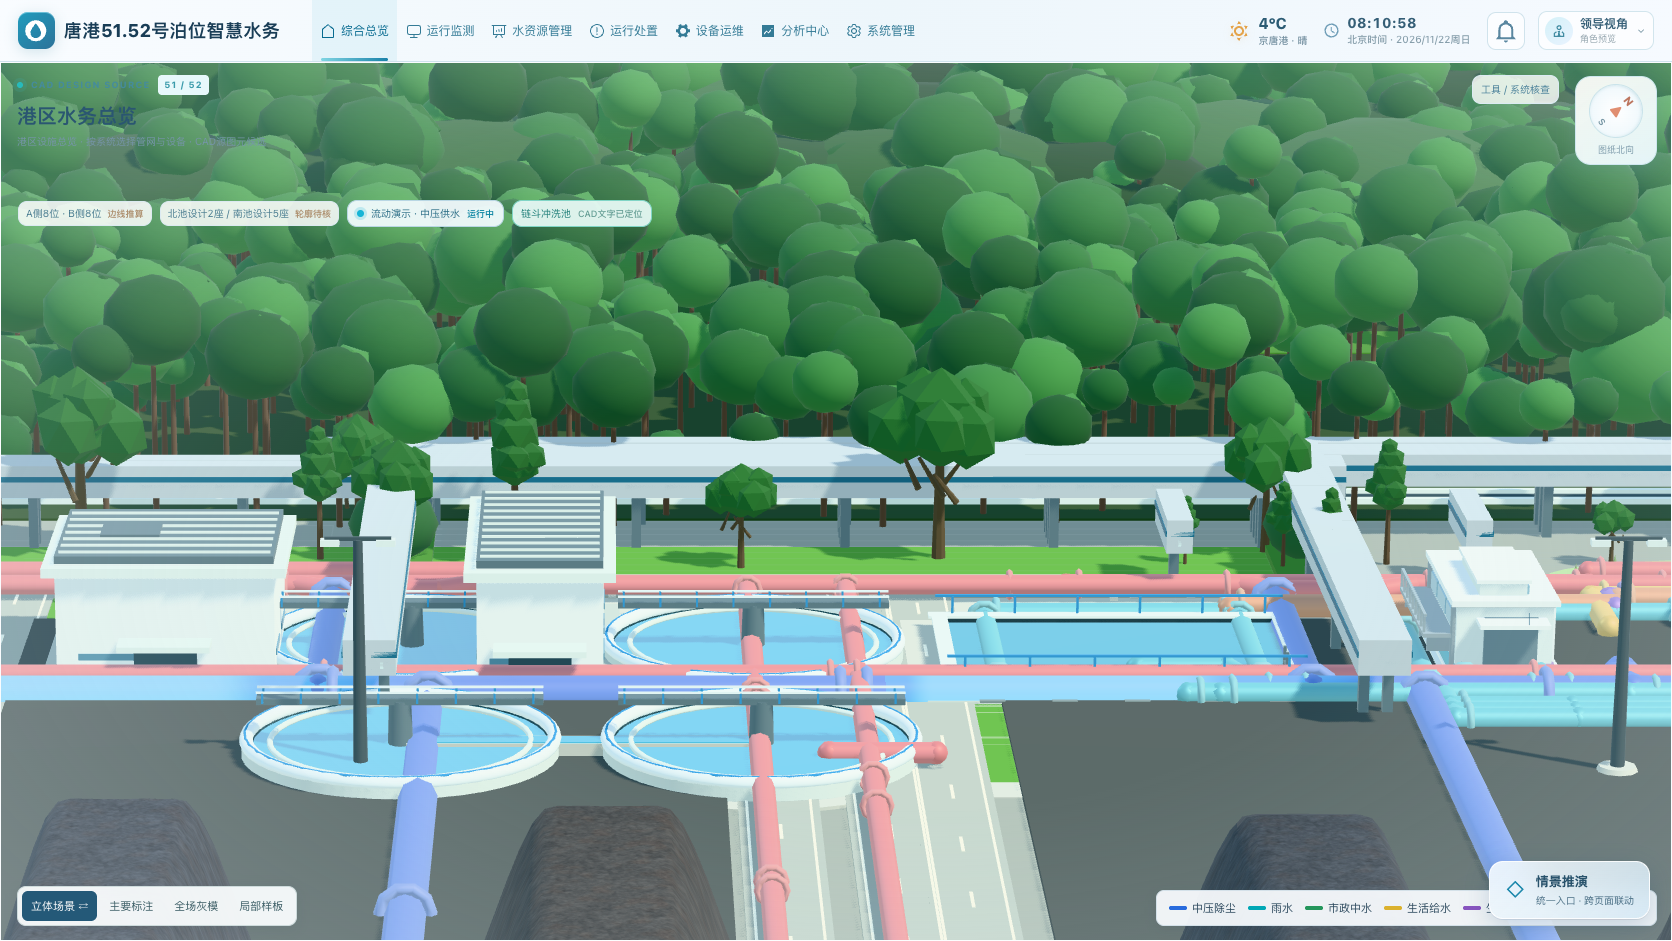 唐港51.52号泊位智慧水务
综合总览
运行监测
水资源管理
运行处置
设备运维
分析中心
系统管理
4°C
京唐港 · 晴
08:10:58
北京时间 · 2026/11/22周日
领导视角
角色预览
51 / 52
港区水务总览
工具 / 系统核查
N
S
图纸北向
A侧8位 · B侧8位 边线推算
北池设计2座 / 南池设计5座 轮廓待核
流动演示 · 中压供水 运行中
链斗冲洗池 CAD文字已定位
立体场景
主要标注
全场灰模
局部样板
中压除尘
雨水
市政中水
生活给水
情景推演
统一入口 · 跨页面联动